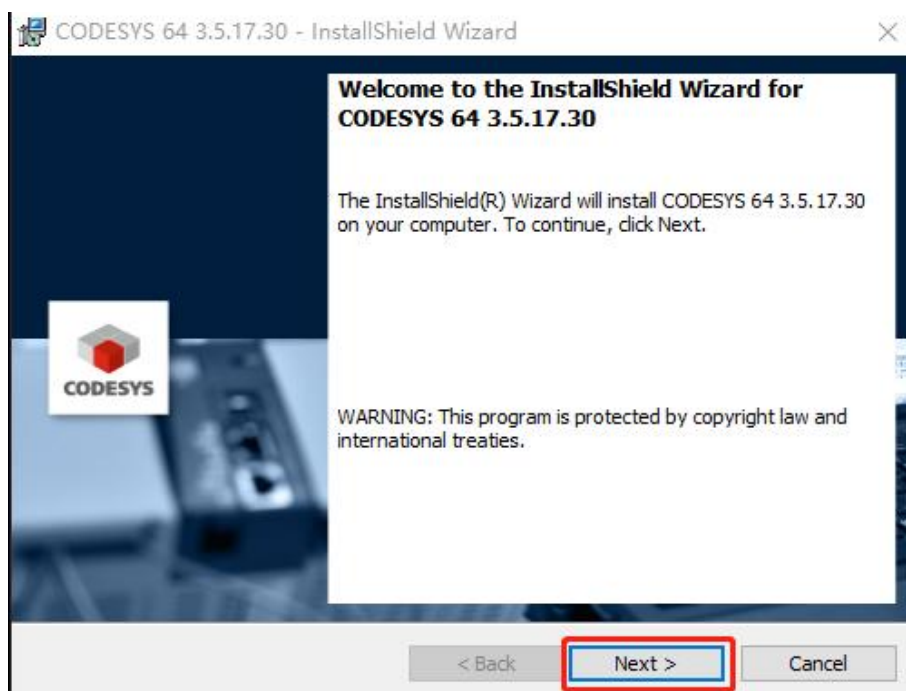 CODESYS 64 3.5.17.30 - InstallShield Wizard
Welcome to the InstallShield Wizard for
CODESYS 64 3.5.17.30
The InstallShield(R) Wizard will install CODESYS 64 3.5.17.30
on your computer. To continue, click Next.
CODESYS
WARNING: This program is protected by copyright law and
international treaties.
< Back
Next >
Cancel